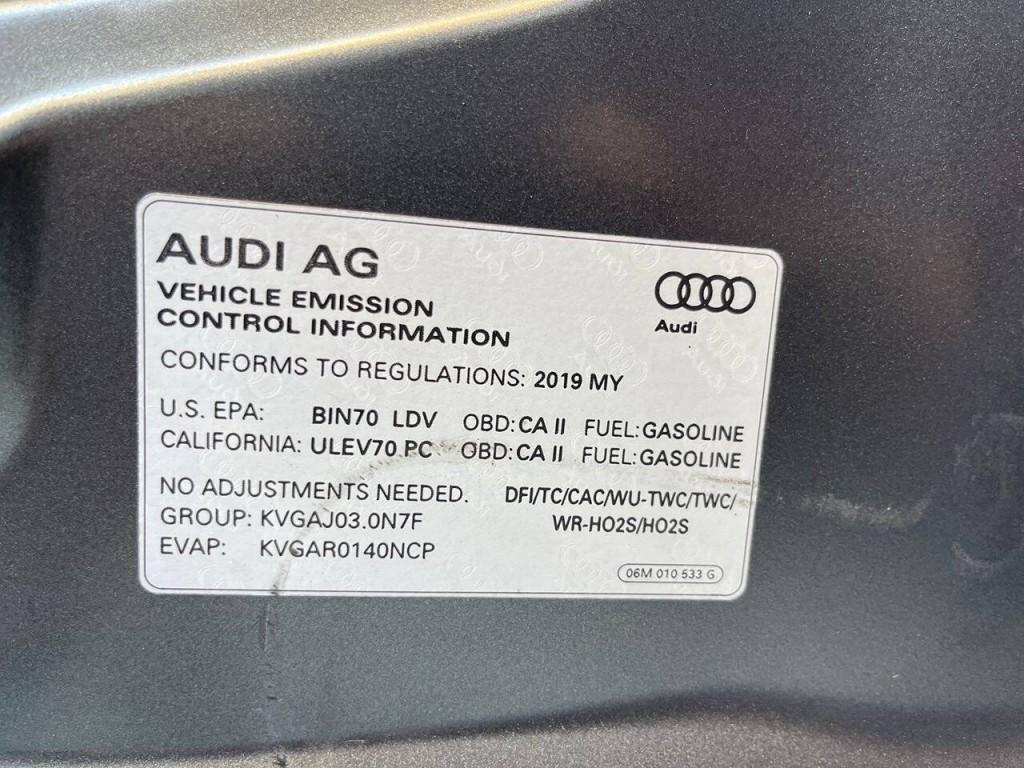 AUDI AG
VEHICLE EMISSION
CONTROL INFORMATION
Audi
CONFORMS TO REGULATIONS: 2019 MY
U.S. EPA: BIN70 LDV OBD:CA II FUEL:GASOLINE
CALIFORNIA: ULEV70 PC OBD:CA II FUEL:GASOLINE
NO ADJUSTMENTS NEEDED. DFI/TC/CAC/WU-TWC/TWC/
GROUP: KVGAJ03.0N7F WR-HO2S/HO2S
EVAP: KVGAR0140NCP
06M 010 533 G